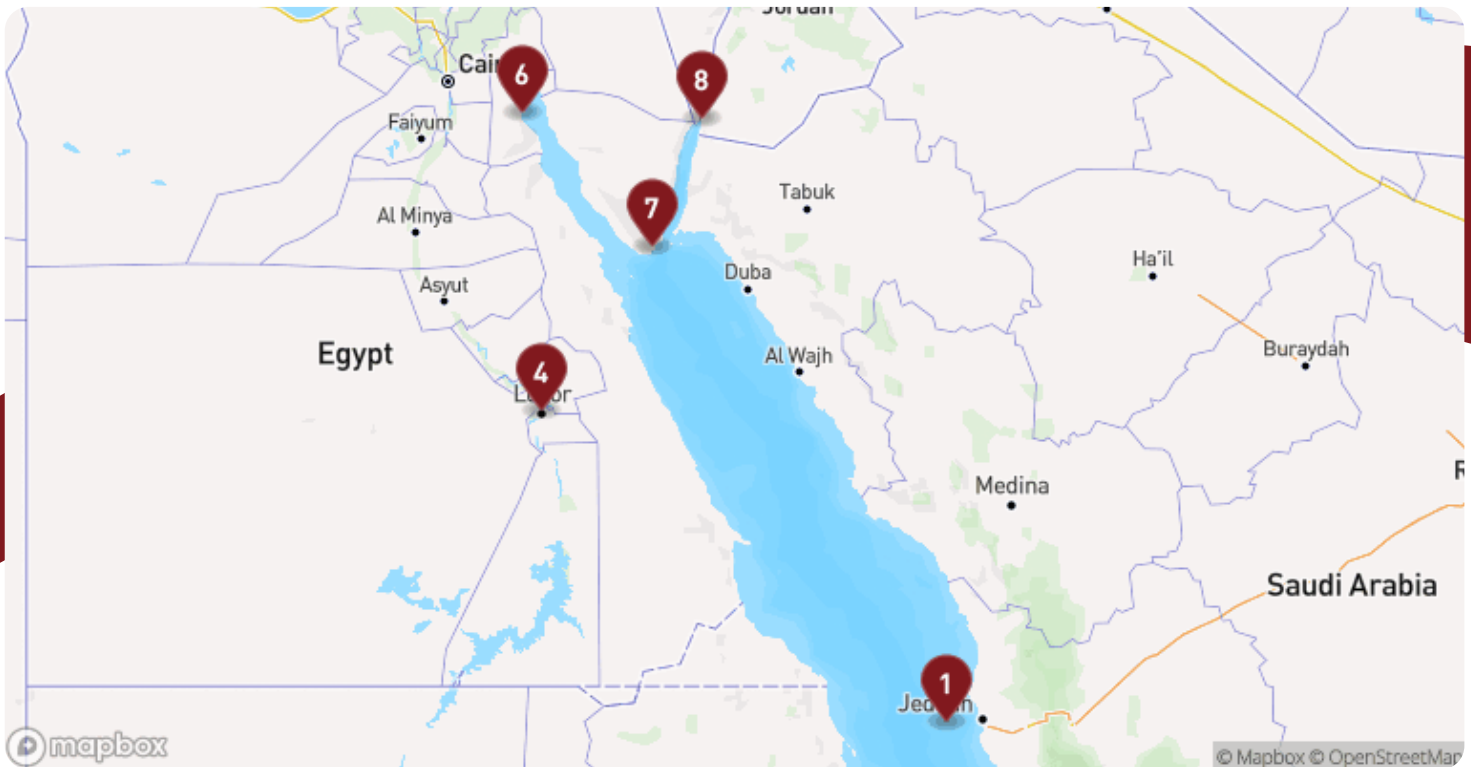 Jordan
6
8
Faiyum
7
Tabuk
Al Minya
Ha'il
Duba
Asyut
Egypt
Al Wajh
Buraydah
4
Medina
Saudi Arabia
1
mapbox
© Mapbox © OpenStreetMap